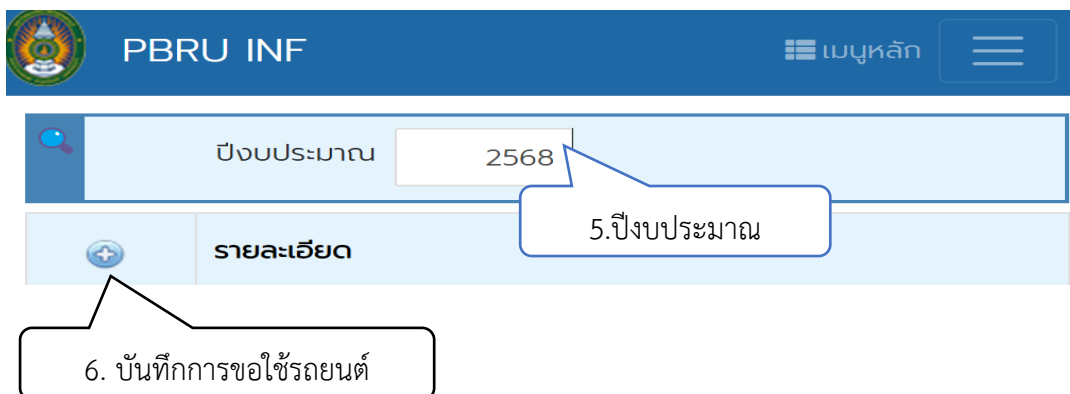 PBRU INF
เมนูหลัก
ปีงบประมาณ 2568
5.ปีงบประมาณ
รายละเอียด
6. บันทึกการขอใช้รถยนต์